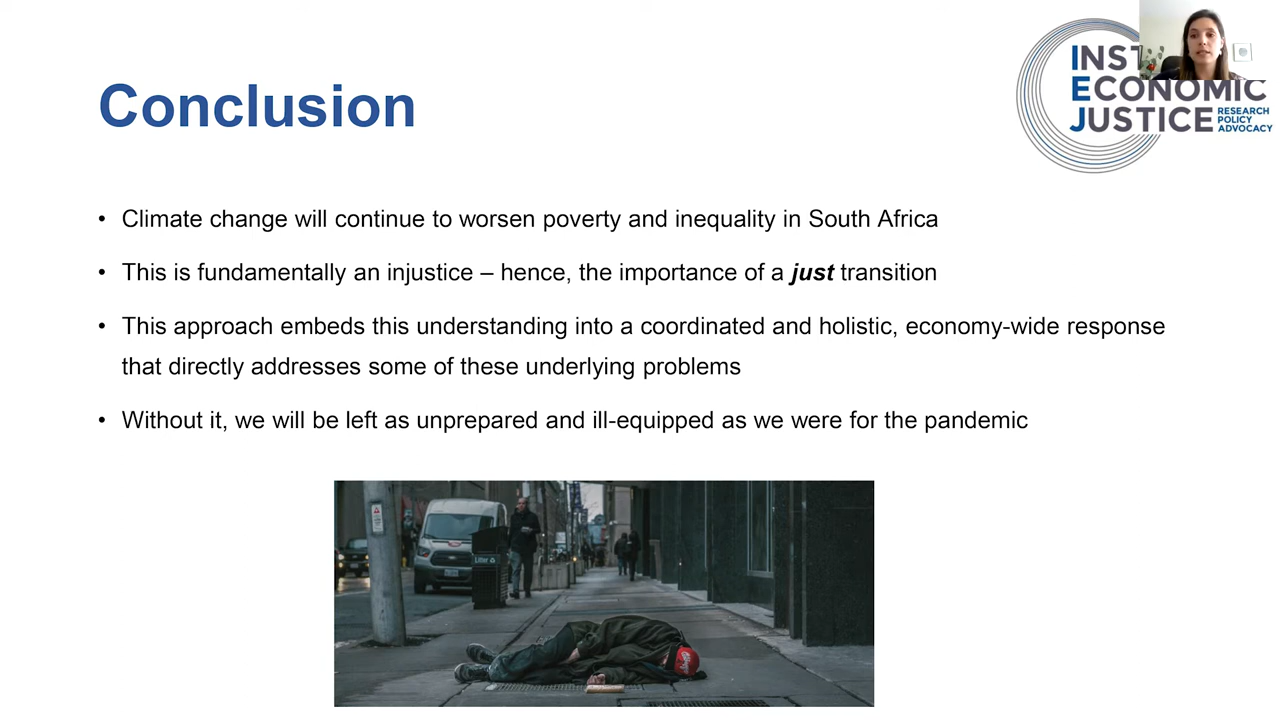 Conclusion
INST
ECONOMIC
JUSTICE
RESEARCH
POLICY
ADVOCACY
• Climate change will continue to worsen poverty and inequality in South Africa
• This is fundamentally an injustice – hence, the importance of a just transition
• This approach embeds this understanding into a coordinated and holistic, economy-wide response
that directly addresses some of these underlying problems
• Without it, we will be left as unprepared and ill-equipped as we were for the pandemic
Litter